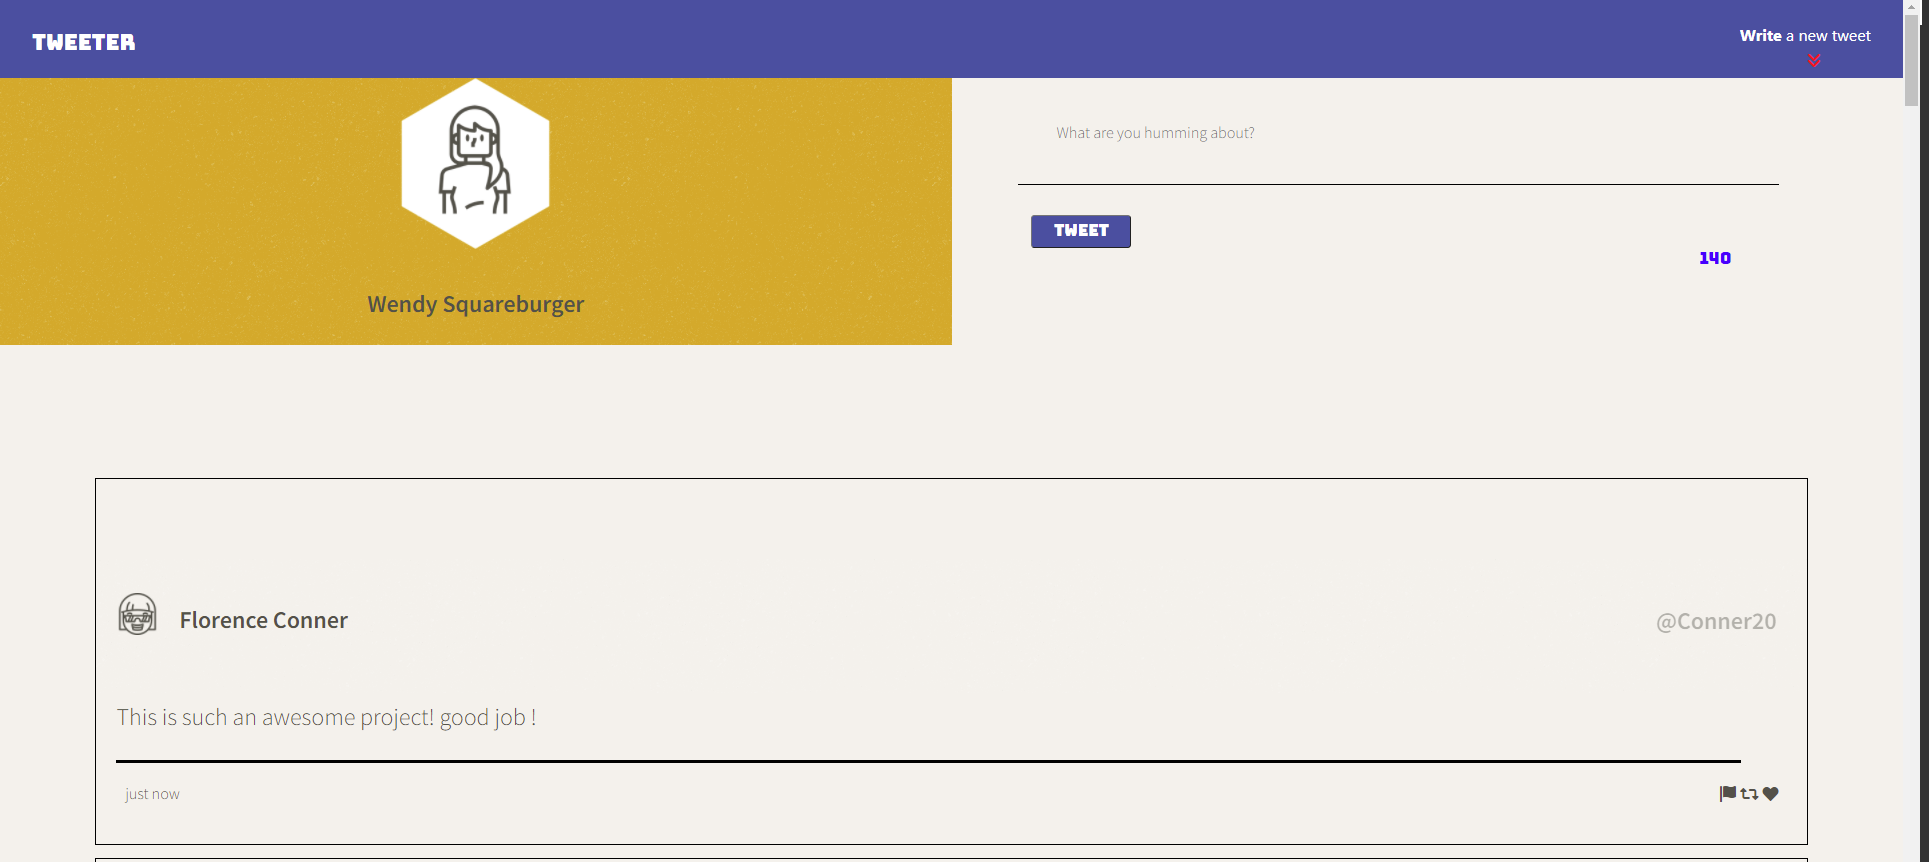 TWEETER
Write a new tweet
What are you humming about?
TWEET
140
Wendy Squareburger
Florence Conner
@Conner20
This is such an awesome project! good job !
just now